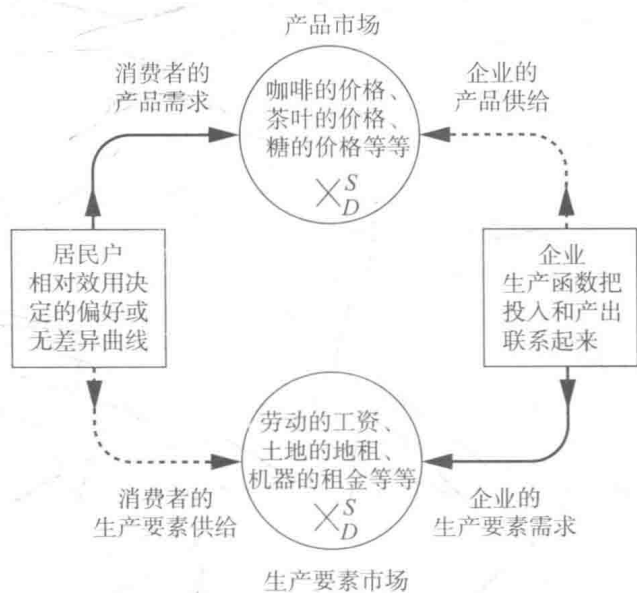 产品市场
消费者的
产品需求
企业的
产品供给
咖啡的价格、
茶叶的价格、
糖的价格等等
S
D
居民户
相对效用决
定的偏好或
无差异曲线
企业
生产函数把
投入和产出
联系起来
劳动的工资、
土地的地租、
机器的租金等等
S
D
消费者的
生产要素供给
企业的
生产要素需求
生产要素市场